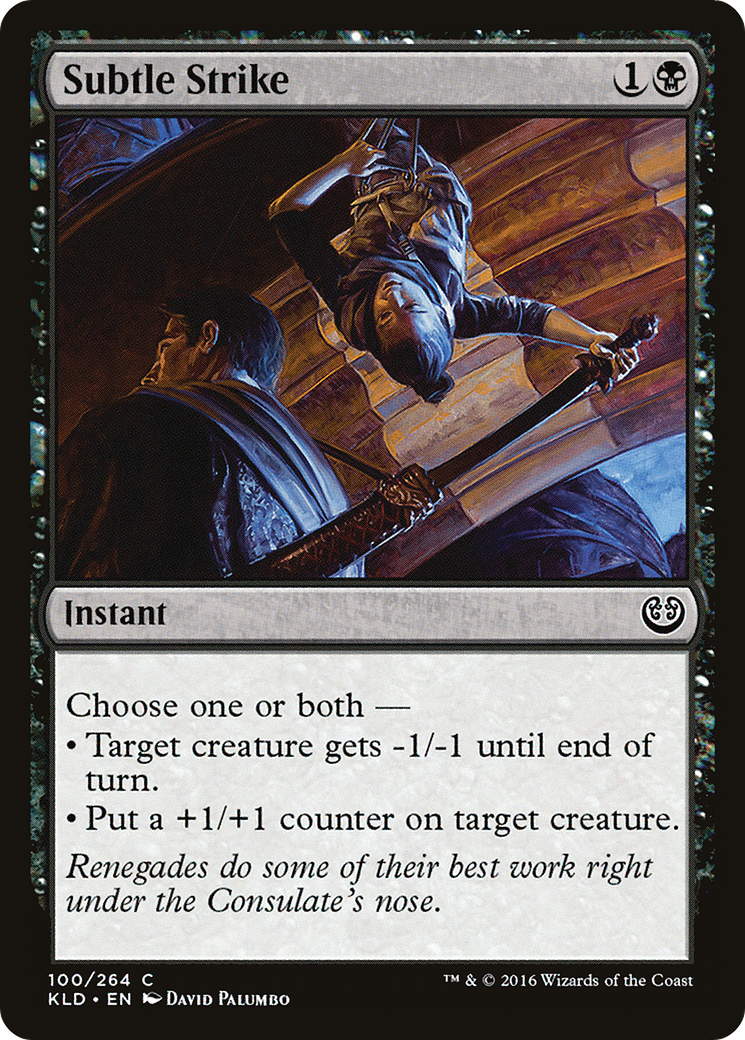 Subtle Strike 1
Instant
Choose one or both —
• Target creature gets -1/-1 until end of
turn.
• Put a +1/+1 counter on target creature.
Renegades do some of their best work right
under the Consulate's nose.
100/264 C
KLD • EN David Palumbo
™ & © 2016 Wizards of the Coast